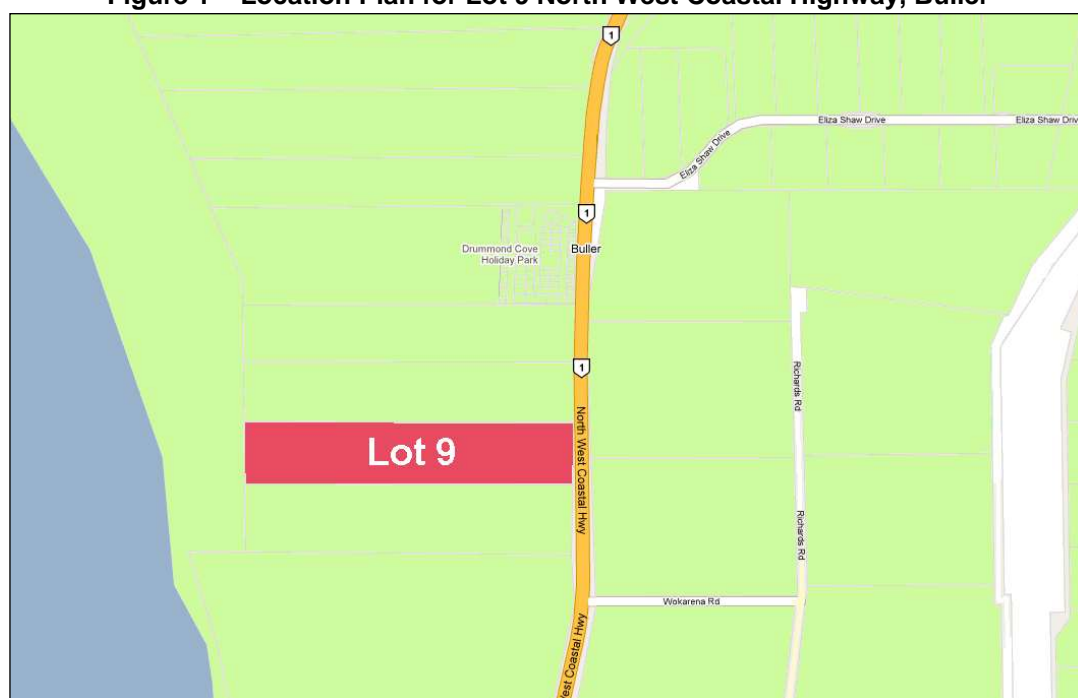 Figure 1 – Location Plan for Lot 9 North West Coastal Highway, Buller
1
Eliza Shaw Drive
Eliza Shaw Driv
Eliza Shaw Drive
1
Drummond Cove
Holiday Park
Buller
1
Richards Rd
North West Coastal Hwy
Lot 9
Richards Rd
Wokarena Rd
West Coastal Hwy